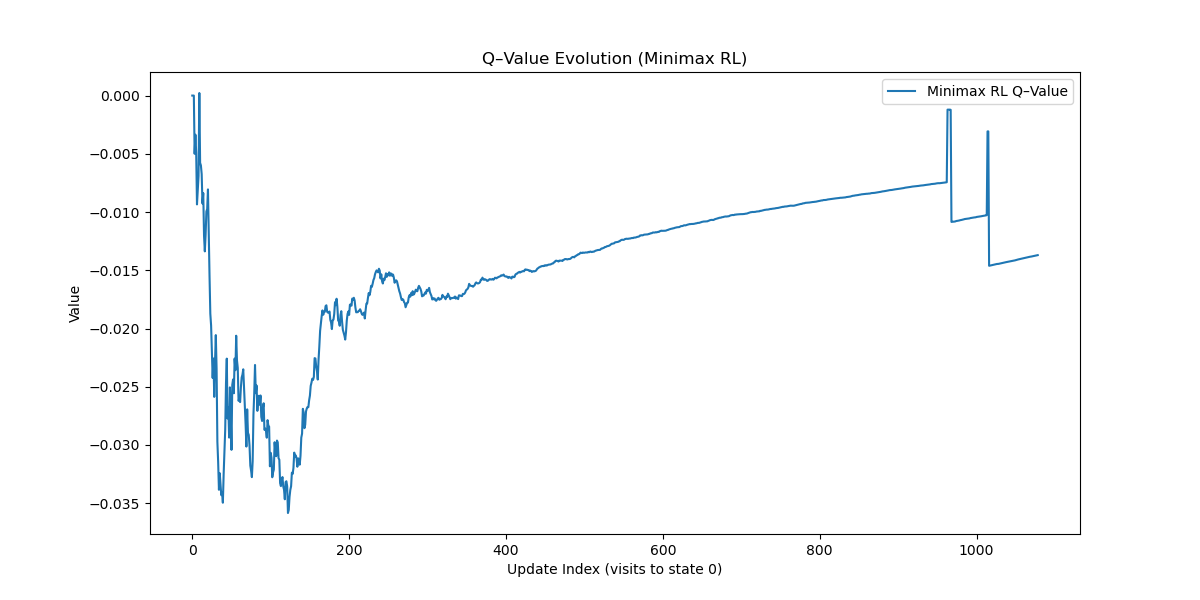 Q–Value Evolution (Minimax RL)
Minimax RL Q–Value
0.000
−0.005
−0.010
−0.015
−0.020
−0.025
−0.030
−0.035
Value
0 200 400 600 800 1000
Update Index (visits to state 0)